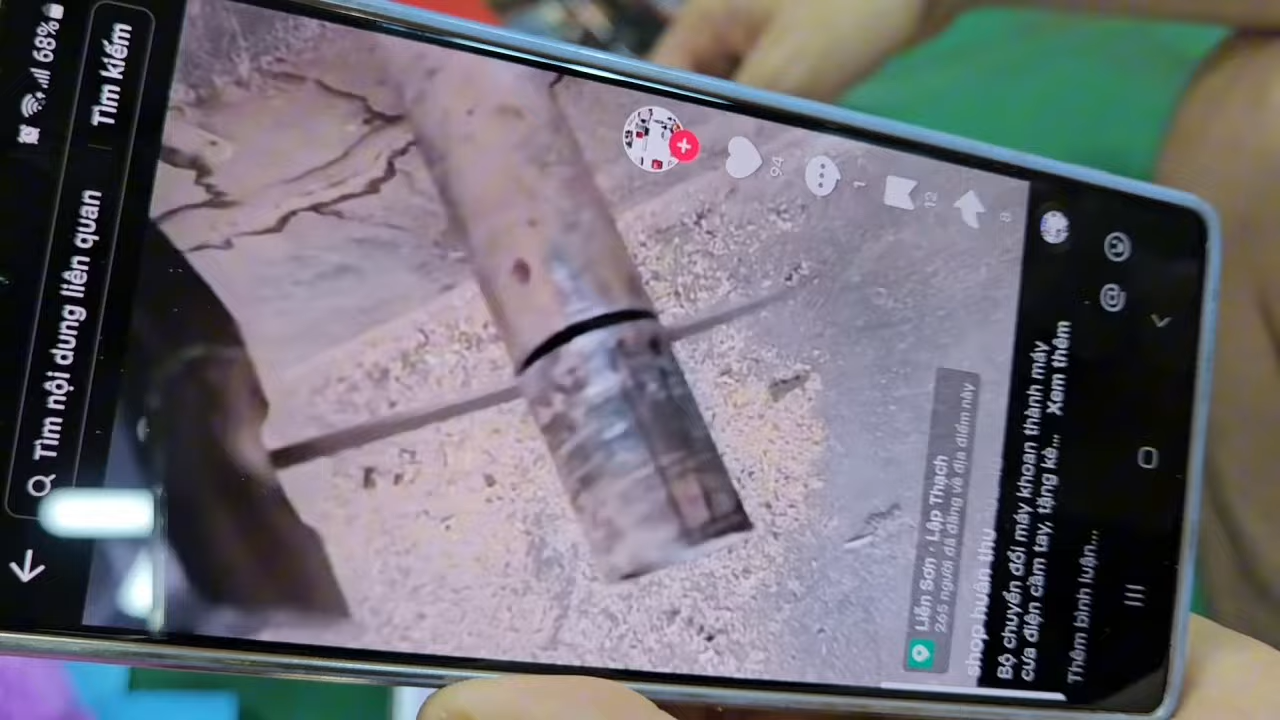 68%
Tìm nội dung liên quan
Tìm kiếm
94
1
12
8
Liễn Sơn · Lập Thạch
265 người đã đăng về địa điểm này
shop huân thu
Bộ chuyển đổi máy khoan thành máy
cưa điện cầm tay, tặng kè... Xem thêm
Thêm bình luận...
@